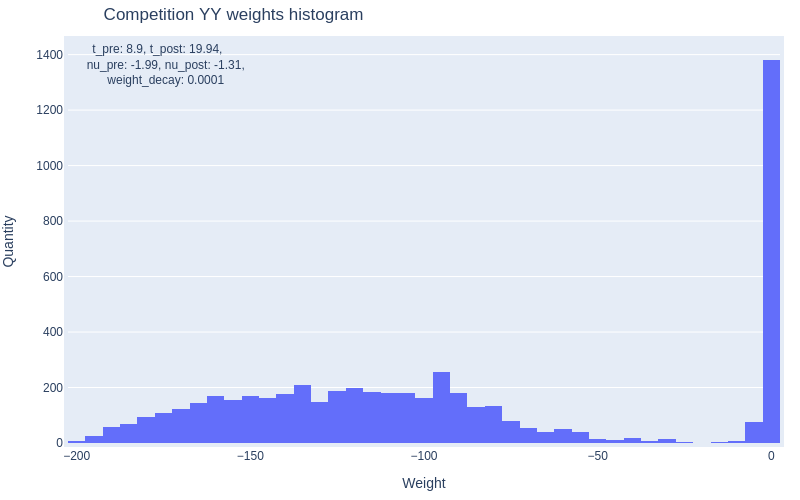 Competition YY weights histogram
t_pre: 8.9, t_post: 19.94,
nu_pre: -1.99, nu_post: -1.31,
weight_decay: 0.0001
1400
1200
1000
800
600
400
200
0
Quantity
−200 −150 −100 −50 0
Weight